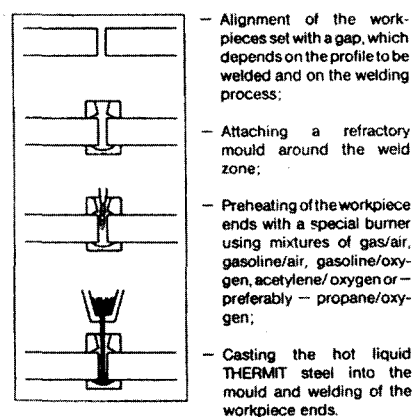 — Alignment of the work-
pieces set with a gap, which
depends on the profile to be
welded and on the welding
process;
— Attaching a refractory
mould around the weld
zone;
— Preheating of the workpiece
ends with a special burner
using mixtures of gas/air,
gasoline/air, gasoline/oxy-
gen, acetylene/ oxygen or —
preferably — propane/oxy-
gen;
— Casting the hot liquid
THERMIT steel into the
mould and welding of the
workpiece ends.